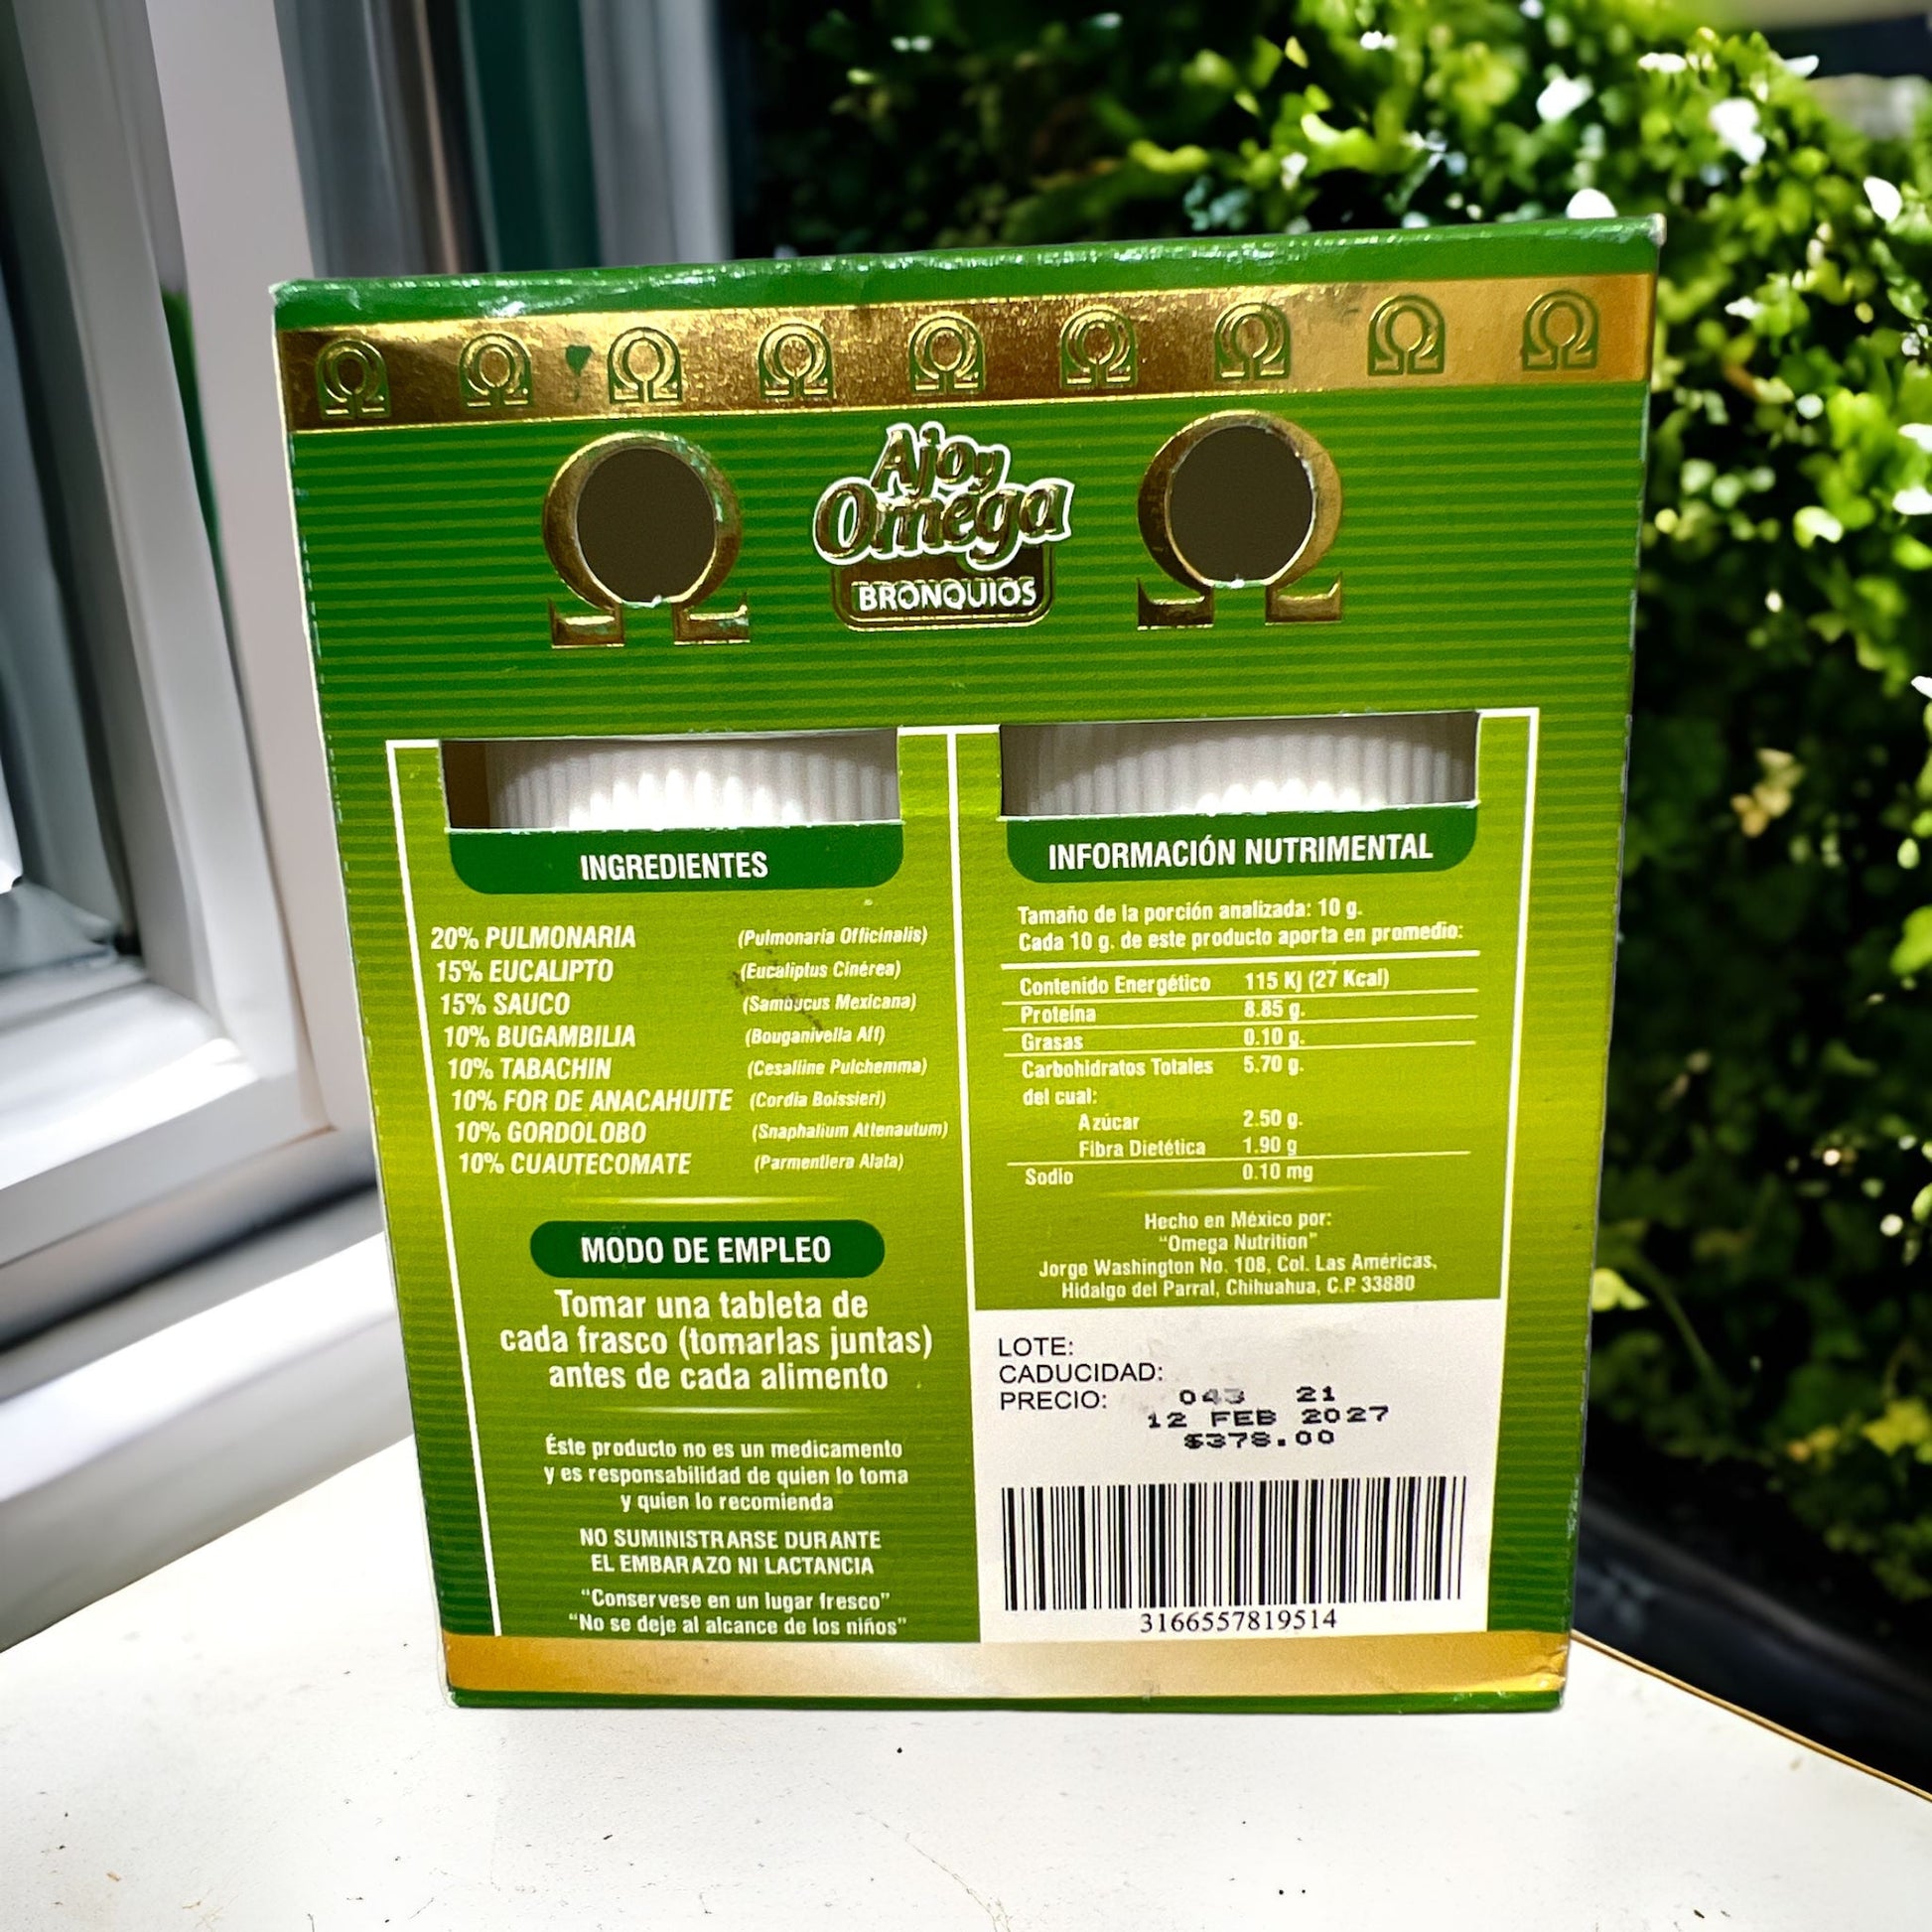 Ajo y
Omega
BRONQUIOS
INGREDIENTES
20% PULMONARIA (Pulmonaria Officinalis)
15% EUCALIPTO (Eucaliptus Cinérea)
15% SAUCO (Sambucus Mexicana)
10% BUGAMBILIA (Bouganivella Aff)
10% TABACHIN (Cesalline Pulchemma)
10% FOR DE ANACAHUITE (Cordia Boissieri)
10% GORDOLOBO (Snaphalium Attenautum)
10% CUAUTECOMATE (Parmentiera Alata)
MODO DE EMPLEO
Tomar una tableta de
cada frasco (tomarlas juntas)
antes de cada alimento
Éste producto no es un medicamento
y es responsabilidad de quien lo toma
y quien lo recomienda
NO SUMINISTRARSE DURANTE
EL EMBARAZO NI LACTANCIA
"Conservese en un lugar fresco"
"No se deje al alcance de los niños"
INFORMACIÓN NUTRIMENTAL
Tamaño de la porción analizada: 10 g.
Cada 10 g. de este producto aporta en promedio:
Contenido Energético 115 Kj (27 Kcal)
Proteína 8.85 g.
Grasas 0.10 g.
Carbohidratos Totales 5.70 g.
del cual:
Azúcar 2.50 g.
Fibra Dietética 1.90 g
Sodio 0.10 mg
Hecho en México por:
"Omega Nutrition"
Jorge Washington No. 108, Col. Las Américas,
Hidalgo del Parral, Chihuahua, C.P. 33880
LOTE:
CADUCIDAD:
PRECIO:
043 21
12 FEB 2027
$378.00
3166557819514